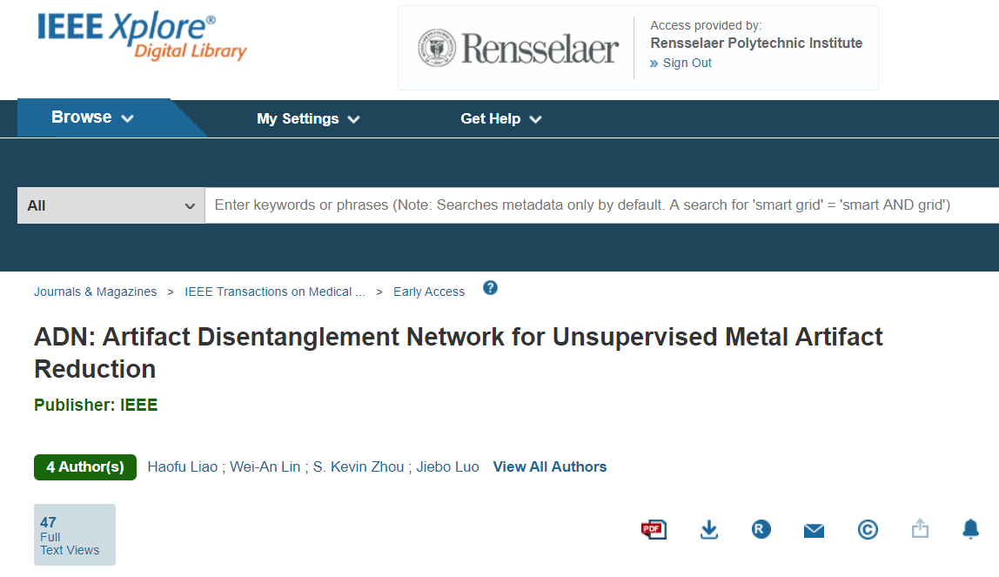 IEEE Xplore®
Digital Library
Rensselaer
Access provided by:
Rensselaer Polytechnic Institute
» Sign Out
Browse
My Settings
Get Help
All
Enter keywords or phrases (Note: Searches metadata only by default. A search for 'smart grid' = 'smart AND grid')
Journals & Magazines > IEEE Transactions on Medical ... > Early Access ?
ADN: Artifact Disentanglement Network for Unsupervised Metal Artifact
Reduction
Publisher: IEEE
4 Author(s) Haofu Liao ; Wei-An Lin ; S. Kevin Zhou ; Jiebo Luo View All Authors
47
Full
Text Views
PDF
R
©